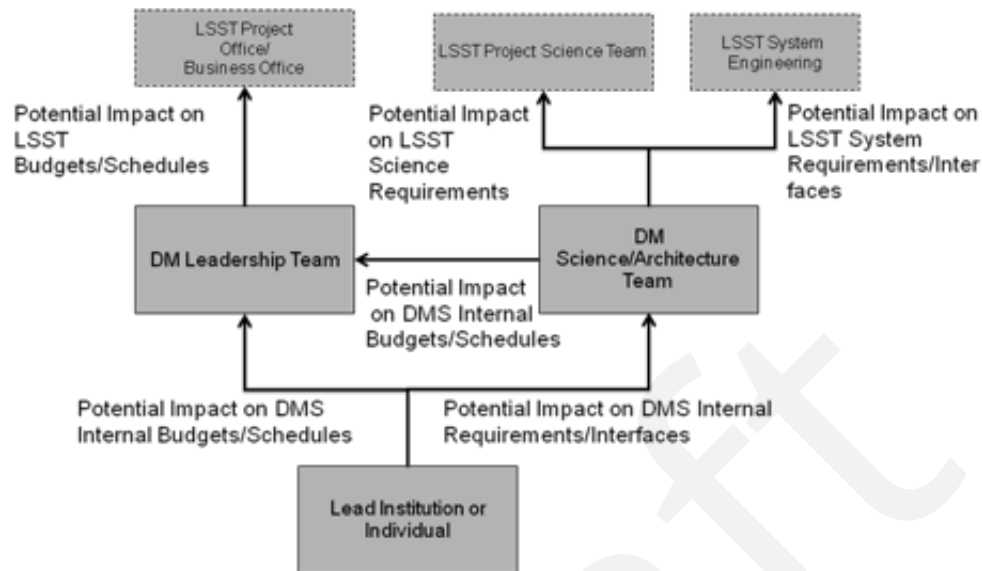 LSST Project
Office/
Business Office
LSST Project Science Team
LSST System
Engineering
Potential Impact on
LSST
Budgets/Schedules
Potential Impact
on LSST
Science
Requirements
Potential Impact on
LSST System
Requirements/Inter
faces
DM Leadership Team
DM
Science/Architecture
Team
Potential Impact
on DMS Internal
Budgets/Schedules
Potential Impact on DMS
Internal Budgets/Schedules
Potential Impact on DMS Internal
Requirements/Interfaces
Lead Institution or
Individual
ft